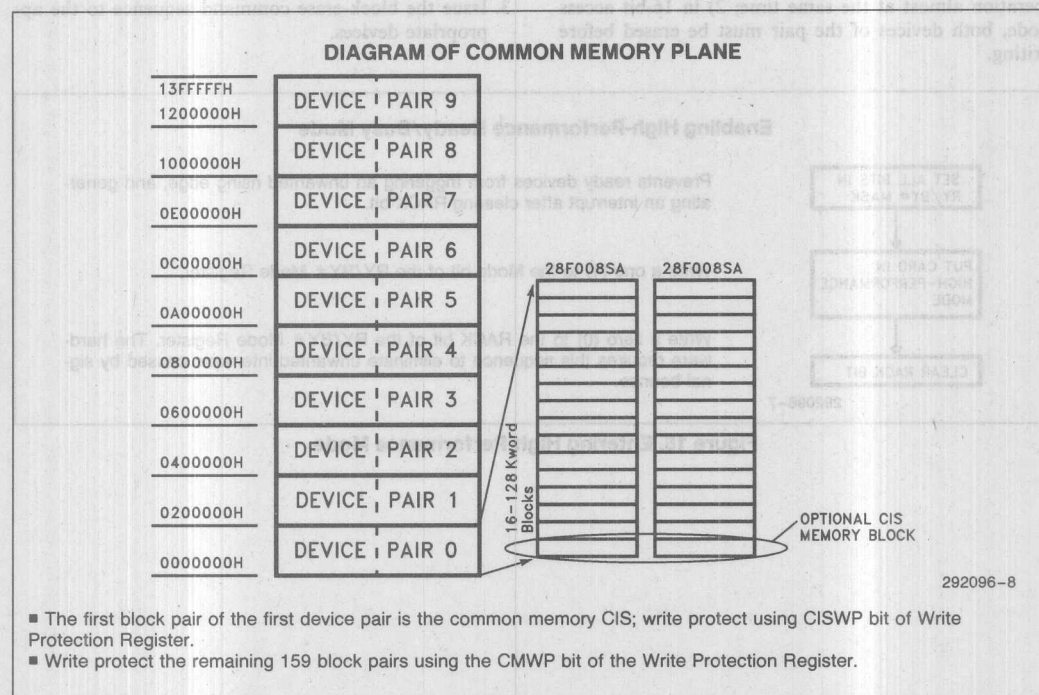 DIAGRAM OF COMMON MEMORY PLANE
13FFFFFH
1200000H
DEVICE PAIR 9
1000000H
DEVICE PAIR 8
0E00000H
DEVICE PAIR 7
0C00000H
DEVICE PAIR 6
0A00000H
DEVICE PAIR 5
0800000H
DEVICE PAIR 4
0600000H
DEVICE PAIR 3
0400000H
DEVICE PAIR 2
0200000H
DEVICE PAIR 1
0000000H
DEVICE PAIR 0
28F008SA 28F008SA
16-128 Kword
Blocks
OPTIONAL CIS
MEMORY BLOCK
292096-8
■ The first block pair of the first device pair is the common memory CIS; write protect using CISWP bit of Write
Protection Register.
■ Write protect the remaining 159 block pairs using the CMWP bit of the Write Protection Register.